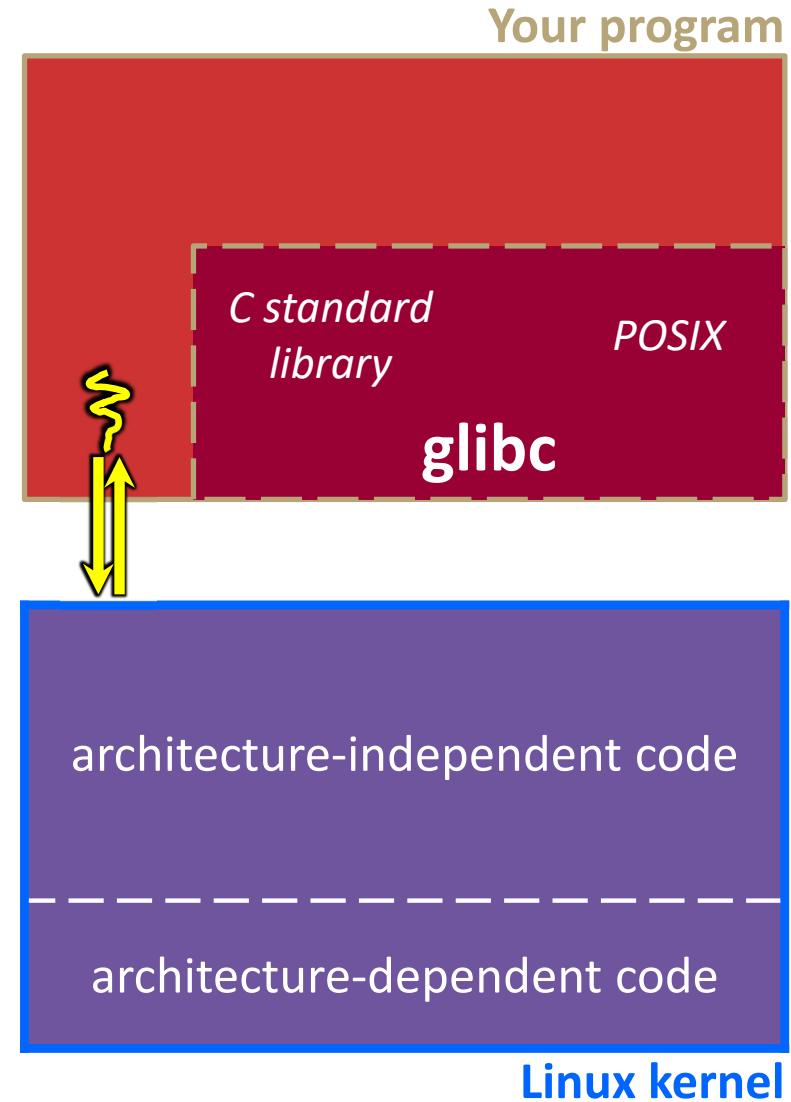 Your program
C standard
library
POSIX
glibc
architecture-independent code
architecture-dependent code
Linux kernel